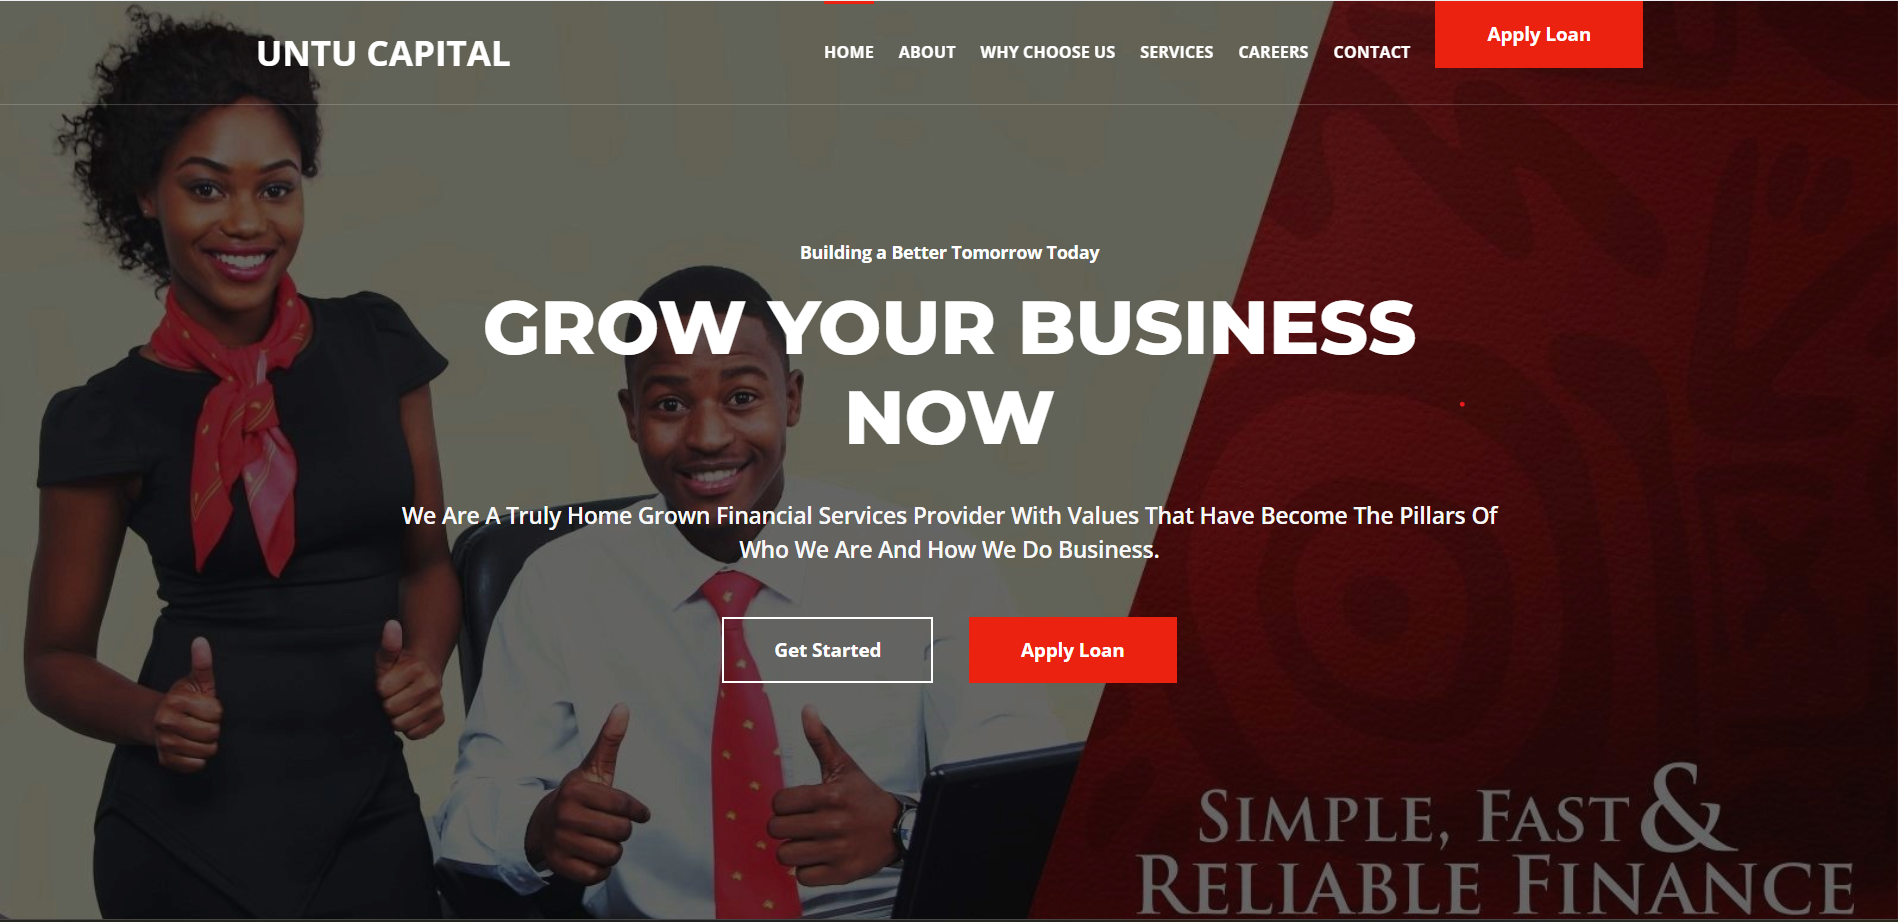 UNTU CAPITAL
HOME ABOUT WHY CHOOSE US SERVICES CAREERS CONTACT Apply Loan
Building a Better Tomorrow Today
GROW YOUR BUSINESS
NOW
We Are A Truly Home Grown Financial Services Provider With Values That Have Become The Pillars Of
Who We Are And How We Do Business.
Get Started Apply Loan
SIMPLE, FAST &
RELIABLE FINANCE